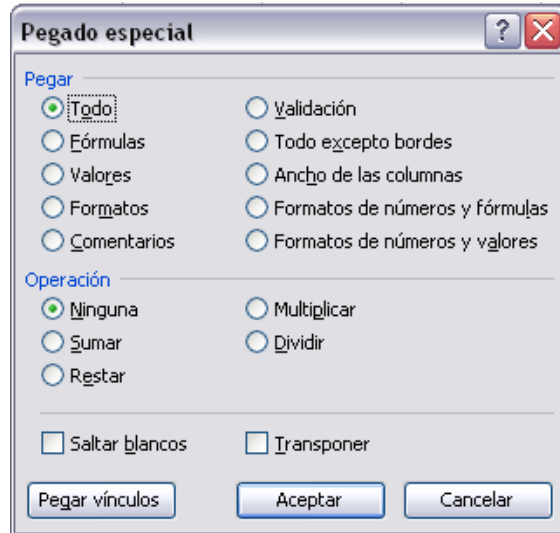 Pegado especial
Pegar
Todo
Validación
Fórmulas
Todo excepto bordes
Valores
Ancho de las columnas
Formatos
Formatos de números y fórmulas
Comentarios
Formatos de números y valores
Operación
Ninguna
Multiplicar
Sumar
Dividir
Restar
Saltar blancos
Transponer
Pegar vínculos
Aceptar
Cancelar